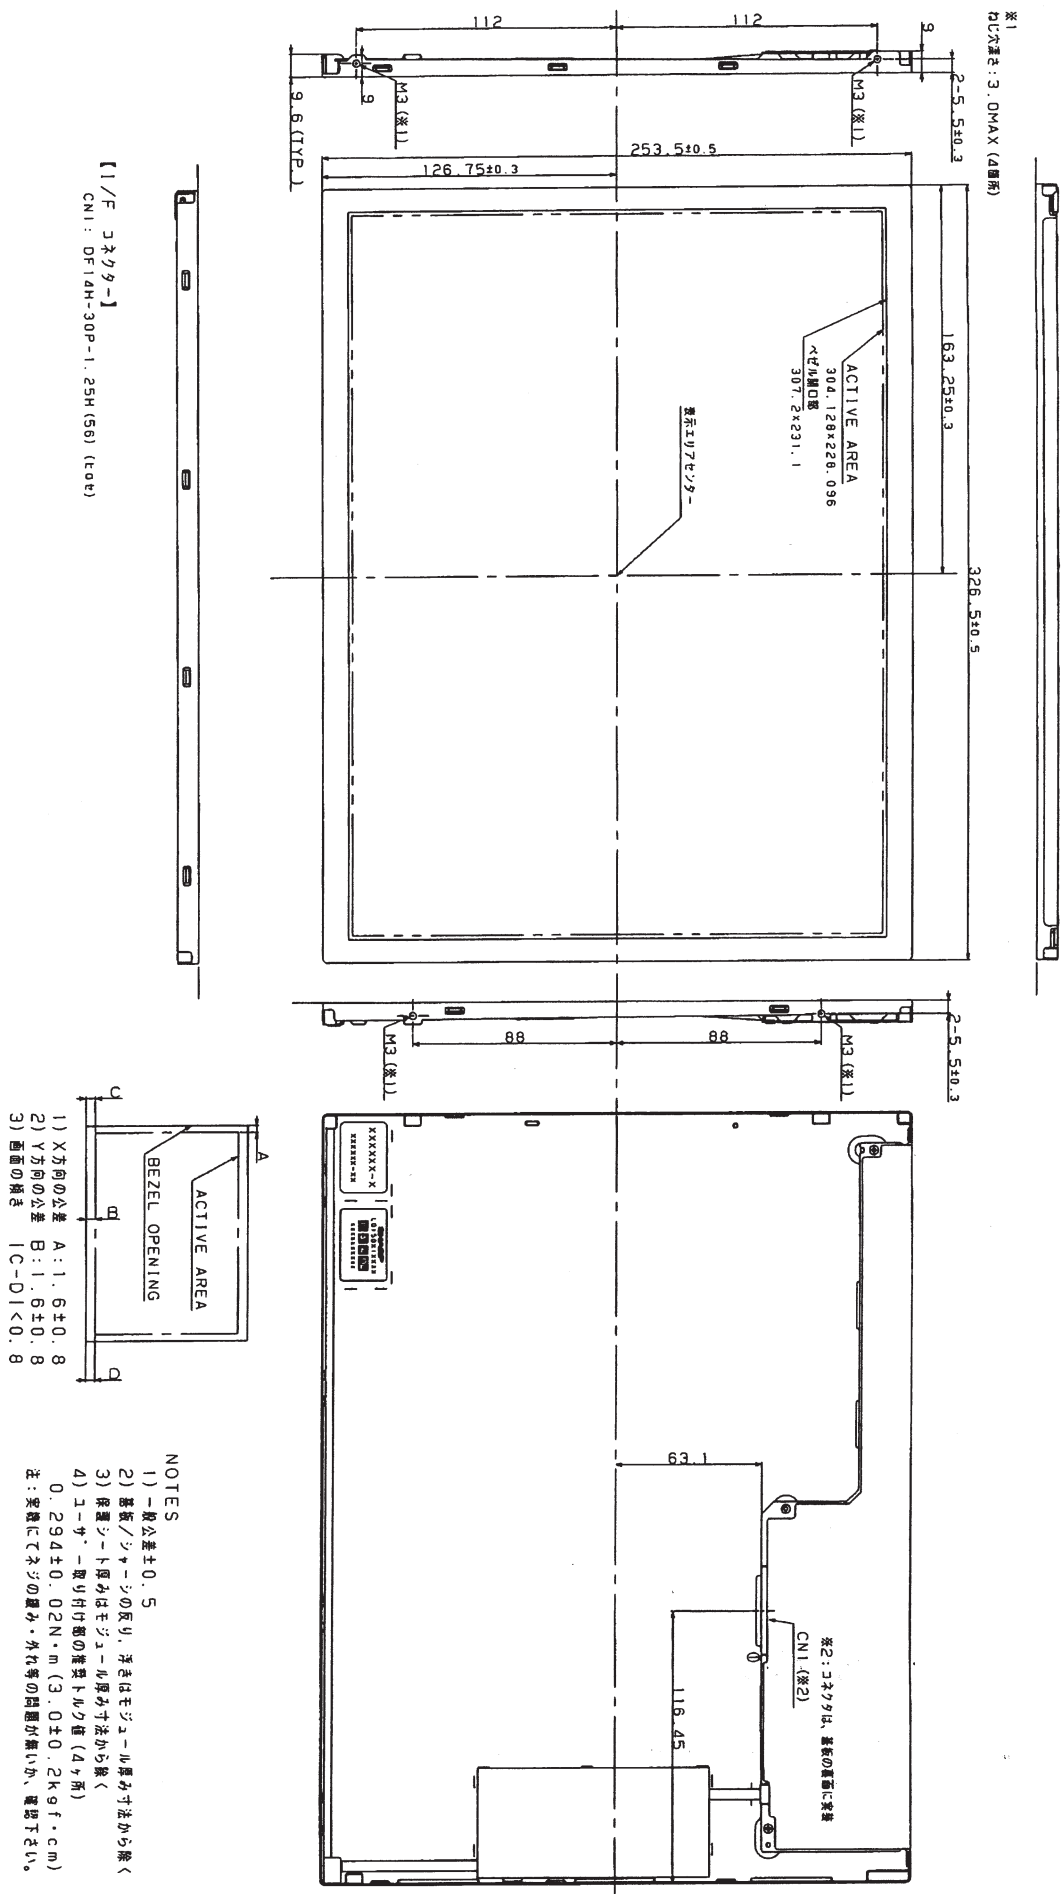 ※1
ねじ穴深さ:3.0MAX (4箇所)
112
112
9
2-5.5±0.3
M3 (※1)
M3 (※1)
9
9.6 (TYP.)
253.5±0.5
126.75±0.3
163.25±0.3
326.5±0.5
ACTIVE AREA
304.128×228.096
ベゼル開口部
307.2×231.1
表示エリアセンター
【I/F コネクター】
CN1: DF14H-30P-1.25H(56) (ヒロセ)
2-5.5±0.3
M3 (※1)
M3 (※1)
88
88
XXXXXX-X
XXXXXX-XX
SHARP
63.1
116.45
CN1 (※2)
※2:コネクタは、基板の裏面に実装
A
B
C
D
ACTIVE AREA
BEZEL OPENING
1) X方向の公差 A:1.6±0.8
2) Y方向の公差 B:1.6±0.8
3) 画面の傾き |C-D|<0.8
NOTES
1) 一般公差±0.5
2) 基板/シャーシの反り、浮きはモジュール厚み寸法から除く
3) 保護シート厚みはモジュール厚み寸法から除く
4) ユーザー取り付け部の推奨トルク値 (4ヶ所)
0.294±0.02N・m (3.0±0.2kgf・cm)
注:実機にてネジの緩み・外れ等の問題が無いか、確認下さい。